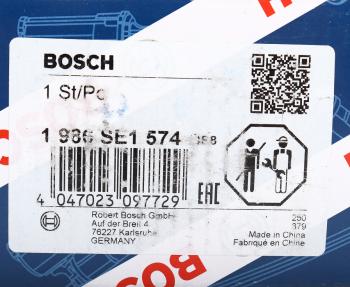 BOSCH
1 St/Pc
1 986 SE1 574
4 047023 097729
EAC
Robert Bosch GmbH
Auf der Breit 4
76227 Karlsruhe
GERMANY
250
379
Made in China
Fabriqué en Chine